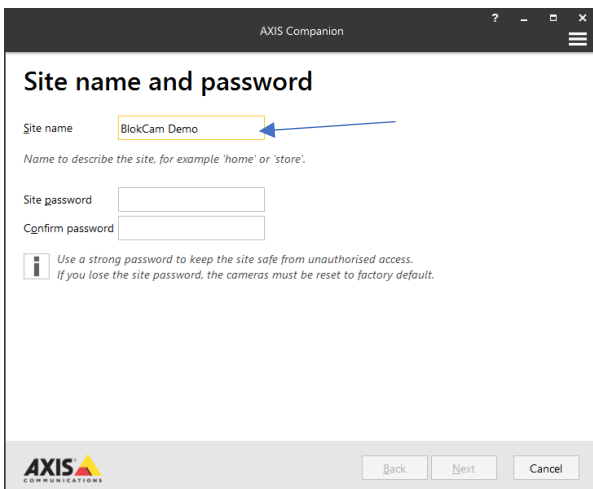 AXIS Companion
?
Site name and password
Site name BlokCam Demo
Name to describe the site, for example 'home' or 'store'.
Site password
Confirm password
i Use a strong password to keep the site safe from unauthorised access.
If you lose the site password, the cameras must be reset to factory default.
AXIS
COMMUNICATIONS
Back Next Cancel